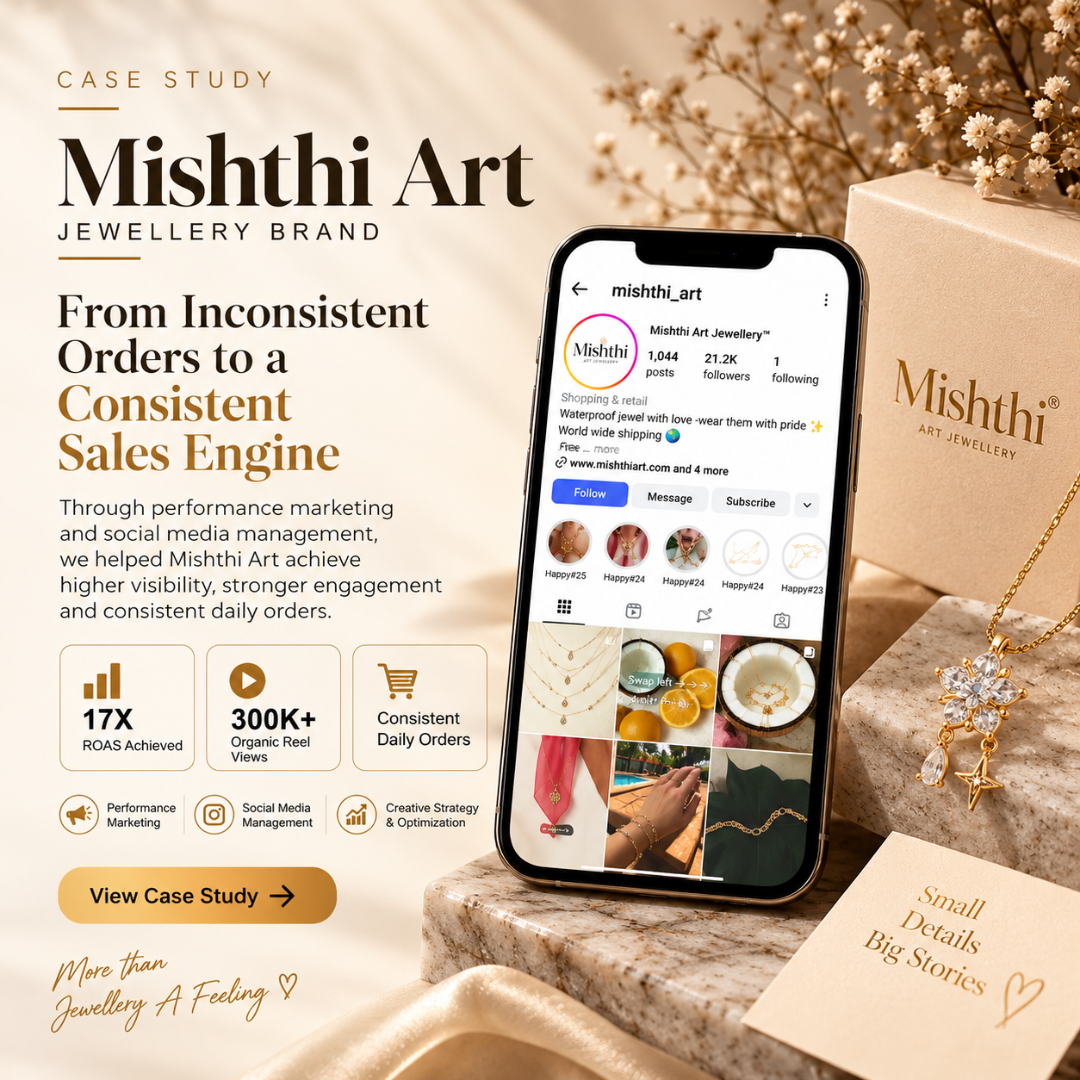 CASE STUDY
Mishthi Art
JEWELLERY BRAND
From Inconsistent
Orders to a
Consistent
Sales Engine
Through performance marketing
and social media management,
we helped Mishthi Art achieve
higher visibility, stronger engagement
and consistent daily orders.
17X
ROAS Achieved
300K+
Organic Reel
Views
Consistent
Daily Orders
Performance
Marketing
Social Media
Management
Creative Strategy
& Optimization
View Case Study →
More than
Jewellery A Feeling ♡
mishthi_art
Mishthi
ART JEWELLERY
Mishthi Art Jewellery™
1,044 21.2K 1
posts followers following
Shopping & retail
Waterproof jewel with love -wear them with pride ✨
World wide shipping 🌎
Free ... more
www.mishthiart.com and 4 more
Follow Message Subscribe
Happy#25 Happy#24 Happy#24 Happy#24 Happy#23
Swap left →→→
Mishthi®
ART JEWELLERY
Small
Details
Big Stories ♡